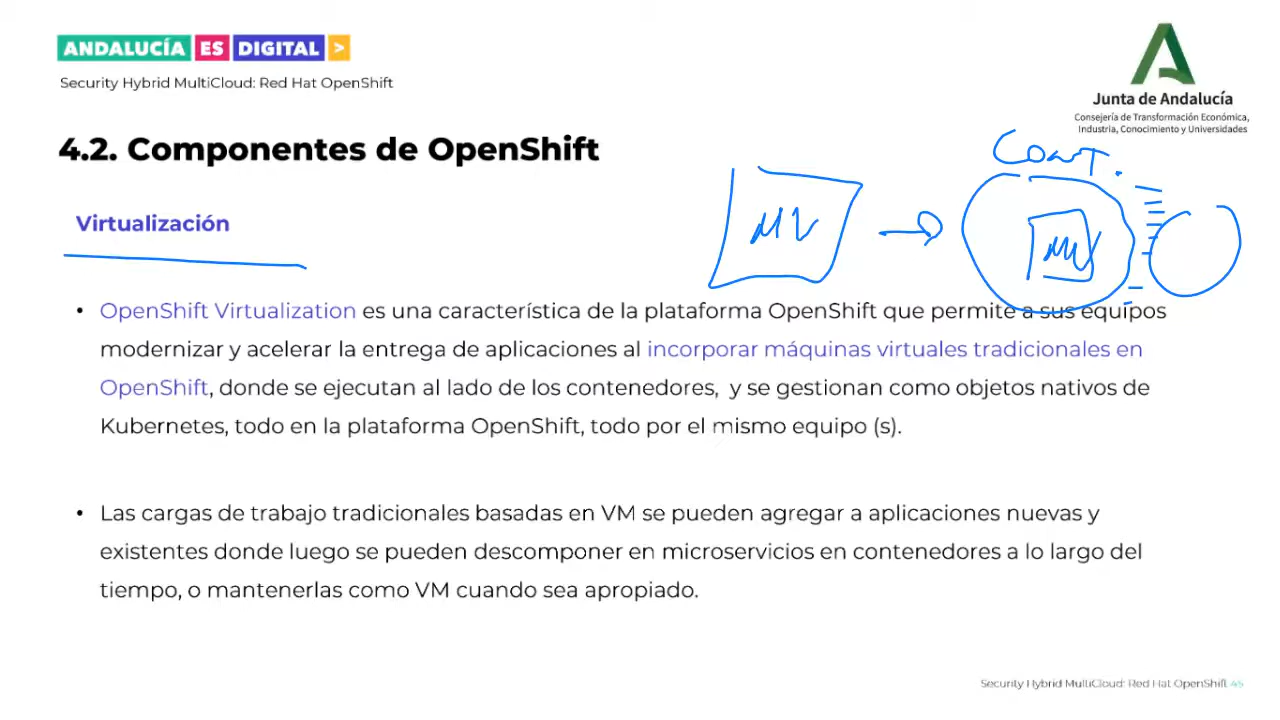 ANDALUCÍA ES DIGITAL >
Security Hybrid MultiCloud: Red Hat OpenShift
Junta de Andalucía
Consejería de Transformación Económica,
Industria, Conocimiento y Universidades
4.2. Componentes de OpenShift
CONT.
MV
MV
Virtualización
• OpenShift Virtualization es una característica de la plataforma OpenShift que permite a sus equipos
modernizar y acelerar la entrega de aplicaciones al incorporar máquinas virtuales tradicionales en
OpenShift, donde se ejecutan al lado de los contenedores, y se gestionan como objetos nativos de
Kubernetes, todo en la plataforma OpenShift, todo por el mismo equipo (s).
• Las cargas de trabajo tradicionales basadas en VM se pueden agregar a aplicaciones nuevas y
existentes donde luego se pueden descomponer en microservicios en contenedores a lo largo del
tiempo, o mantenerlas como VM cuando sea apropiado.
Security Hybrid MultiCloud: Red Hat OpenShift 45